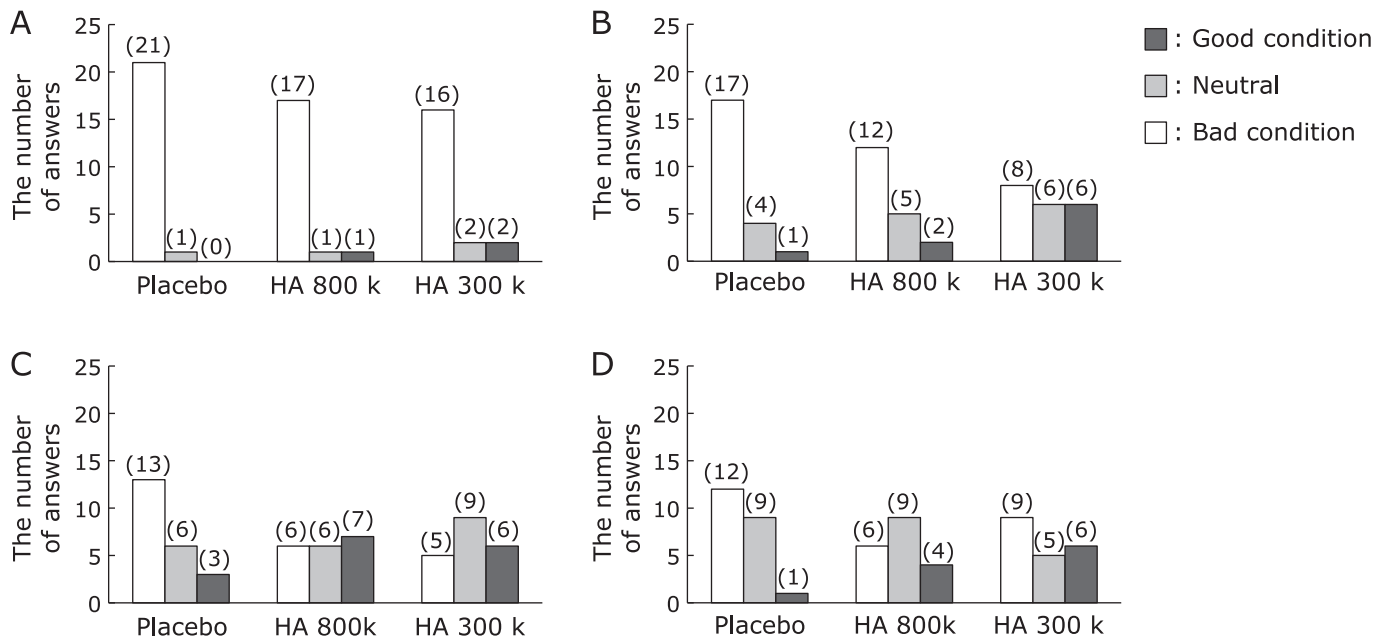 A
The number
of answers
25
20
15
10
5
0
(21)
(1)
(0)
(17)
(1)
(1)
(16)
(2)
(2)
Placebo
HA 800 k
HA 300 k
B
The number
of answers
25
20
15
10
5
0
(17)
(4)
(1)
(12)
(5)
(2)
(8)
(6)
(6)
Placebo
HA 800 k
HA 300 k
: Good condition
: Neutral
: Bad condition
C
The number
of answers
25
20
15
10
5
0
(13)
(6)
(3)
(6)
(6)
(7)
(5)
(9)
(6)
Placebo
HA 800k
HA 300 k
D
The number
of answers
25
20
15
10
5
0
(12)
(9)
(1)
(6)
(9)
(4)
(9)
(5)
(6)
Placebo
HA 800k
HA 300 k